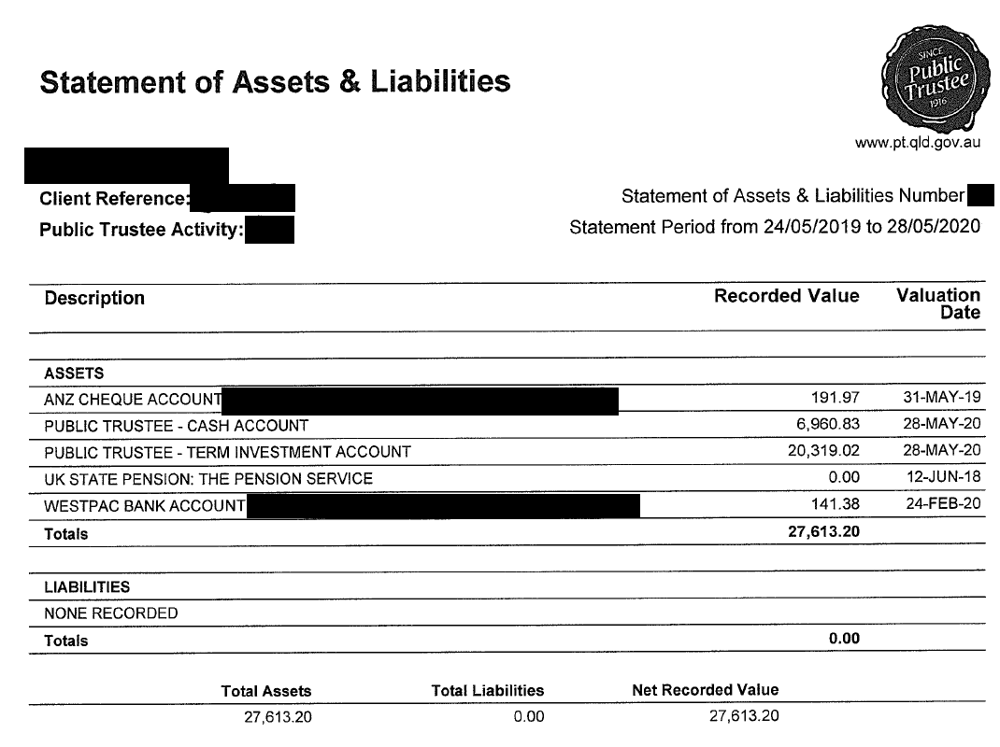 Statement of Assets & Liabilities
SINCE
Public
Trustee
1916
www.pt.qld.gov.au
Client Reference:
Public Trustee Activity:
Statement of Assets & Liabilities Number
Statement Period from 24/05/2019 to 28/05/2020
Description Recorded Value Valuation
Date
ASSETS
ANZ CHEQUE ACCOUNT 191.97 31-MAY-19
PUBLIC TRUSTEE - CASH ACCOUNT 6,960.83 28-MAY-20
PUBLIC TRUSTEE - TERM INVESTMENT ACCOUNT 20,319.02 28-MAY-20
UK STATE PENSION: THE PENSION SERVICE 0.00 12-JUN-18
WESTPAC BANK ACCOUNT 141.38 24-FEB-20
Totals 27,613.20
LIABILITIES
NONE RECORDED
Totals 0.00
Total Assets Total Liabilities Net Recorded Value
27,613.20 0.00 27,613.20